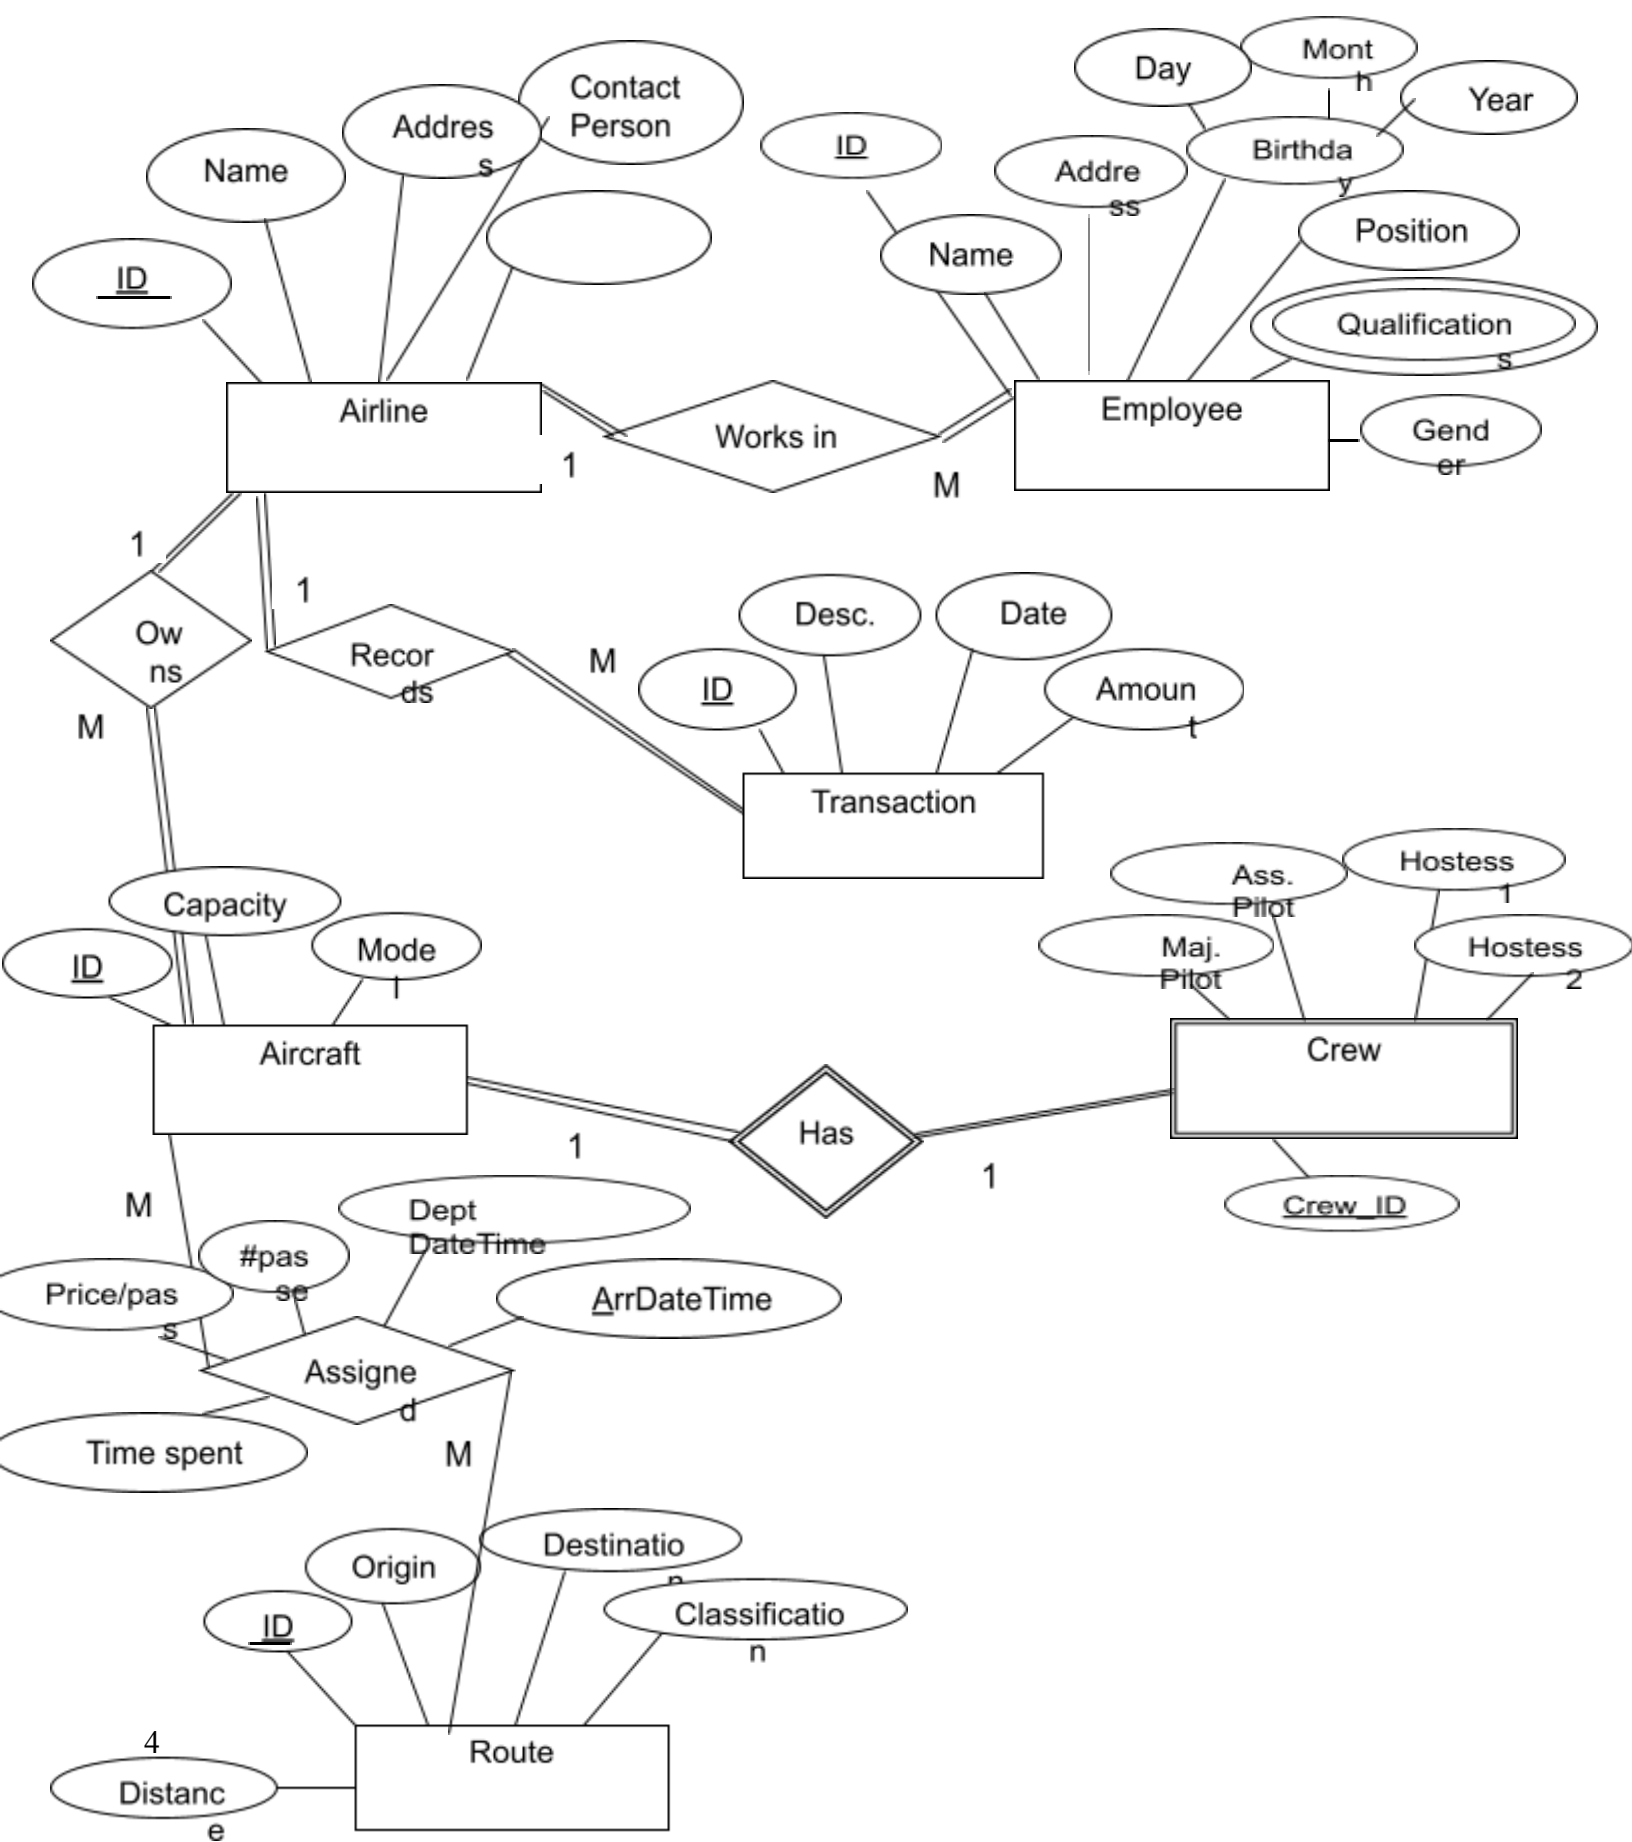 Contact
Person
Addres
s
Name
ID
Day
Mont
h
Year
ID
Addre
ss
Birthda
y
Name
Position
Qualification
s
Gend
er
Airline
Works in
Employee
1
M
1
1
Ow
ns
Recor
ds
M
M
Desc.
Date
ID
Amoun
t
Transaction
Capacity
ID
Mode
l
Aircraft
Ass.
Pilot
Hostess
1
Maj.
Pilot
Hostess
2
Crew
Has
1
1
Crew_ID
M
Dept
DateTime
#pas
se
Price/pas
s
ArrDateTime
Assigne
d
Time spent
M
Origin
Destinatio
n
ID
Classificatio
n
Route
4
Distanc
e